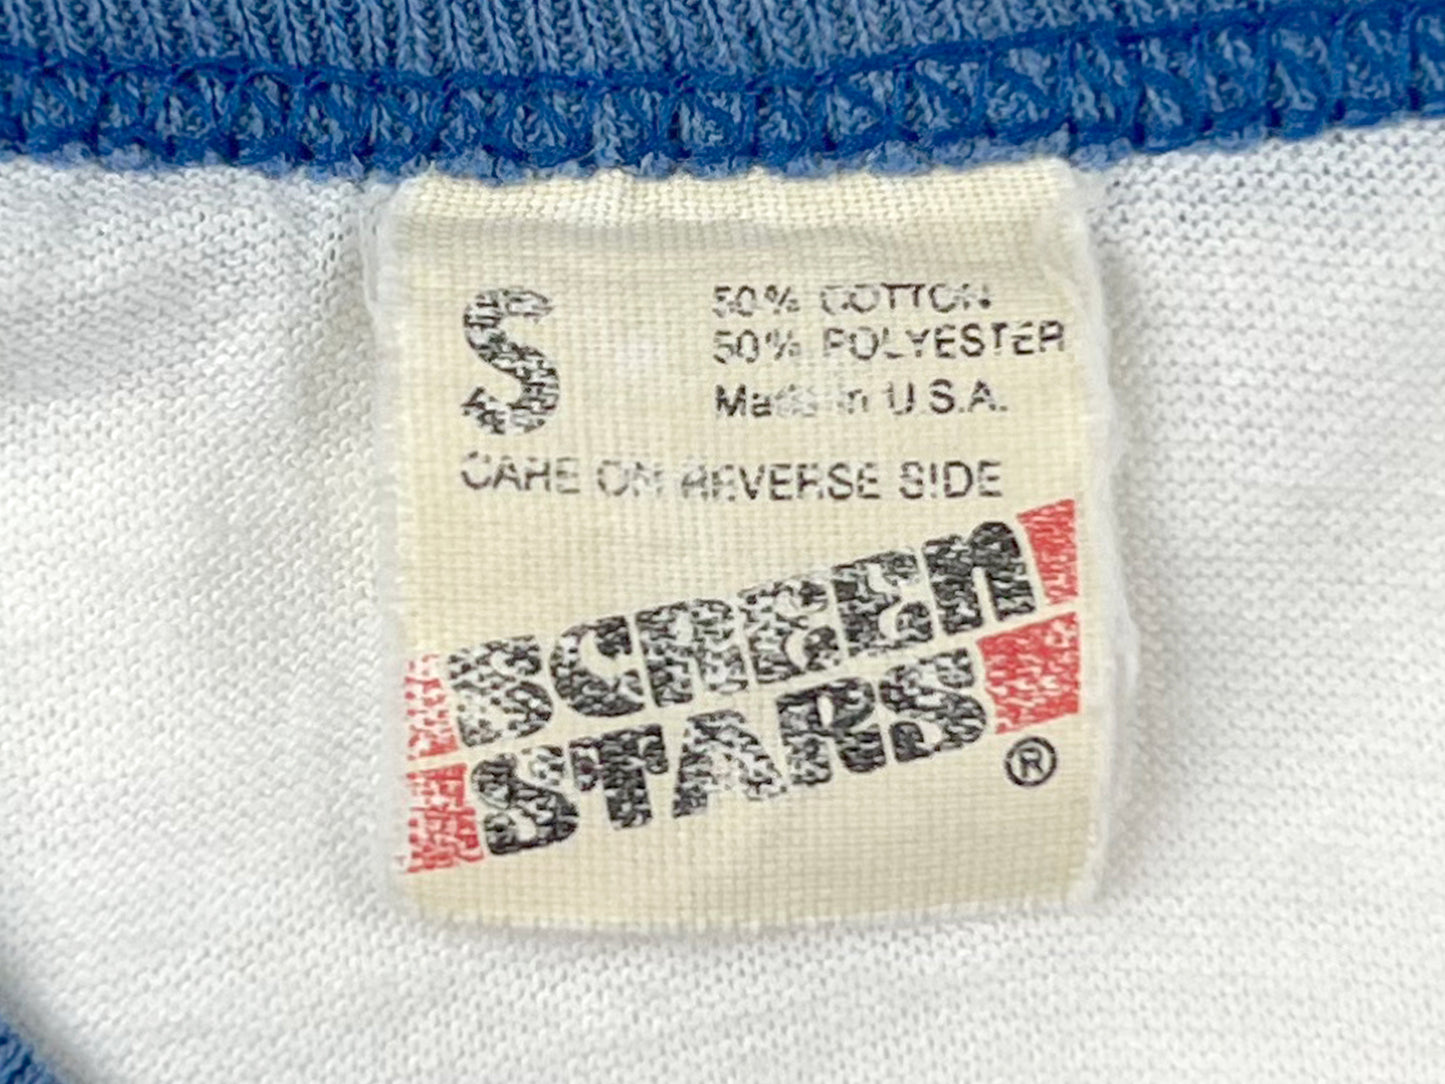 S
50% COTTON
50% POLYESTER
Made in U.S.A.
CARE ON REVERSE SIDE
SCREEN
STARS
®